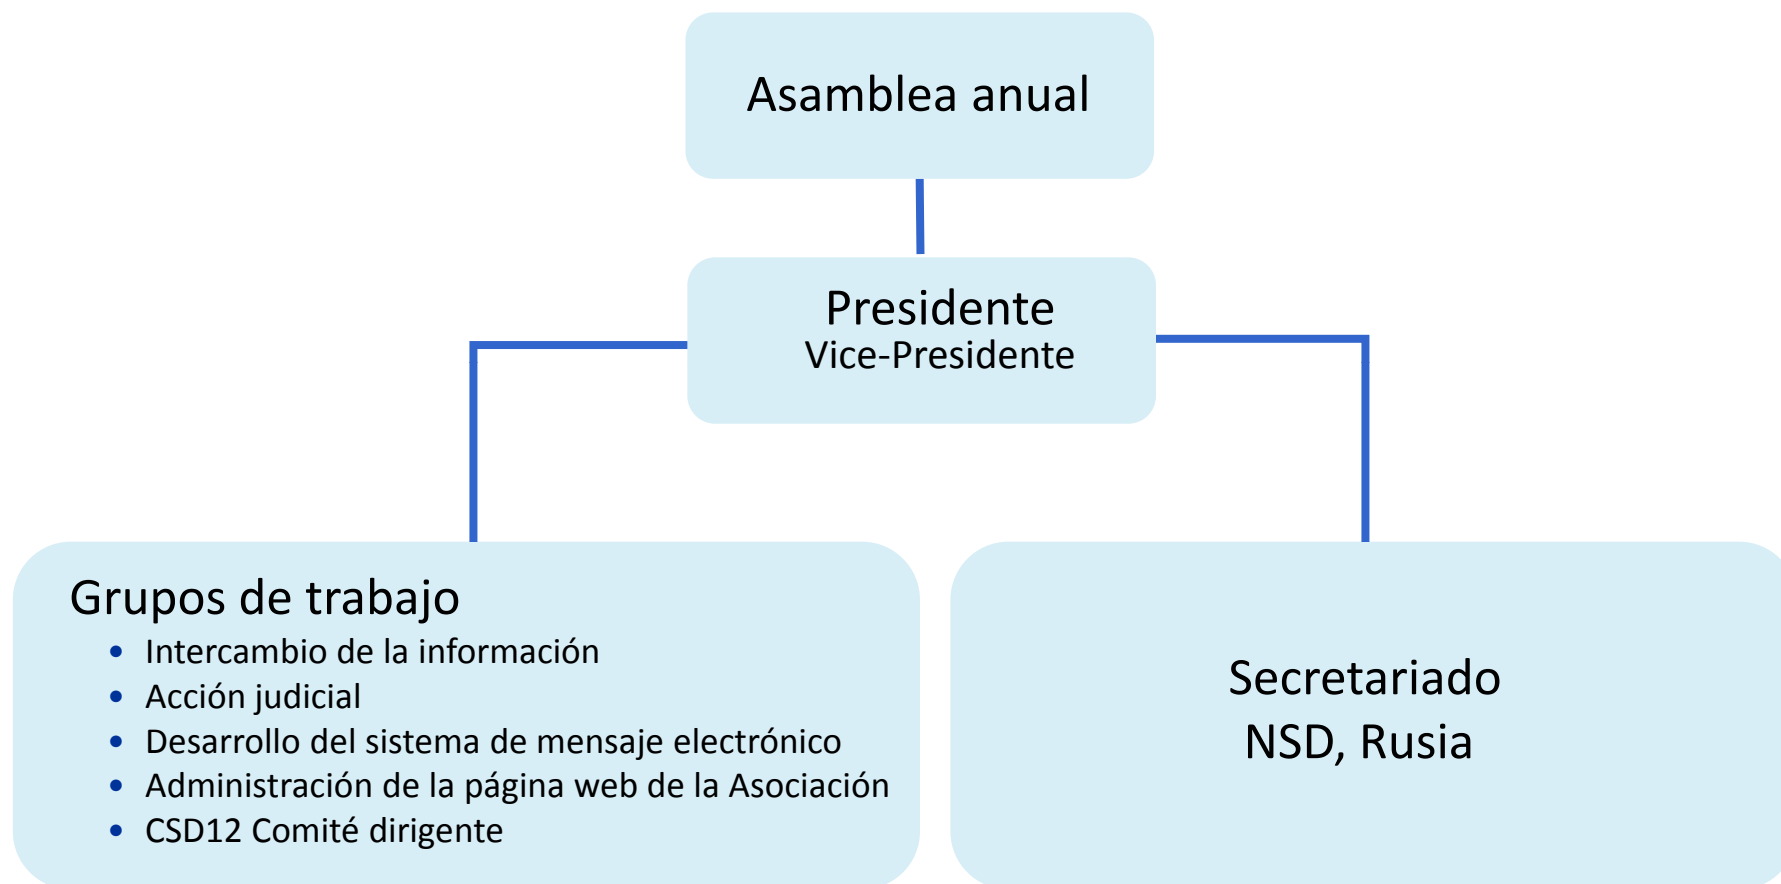 Asamblea anual
Presidente
Vice-Presidente
Grupos de trabajo
• Intercambio de la información
• Acción judicial
• Desarrollo del sistema de mensaje electrónico
• Administración de la página web de la Asociación
• CSD12 Comité dirigente
Secretariado
NSD, Rusia